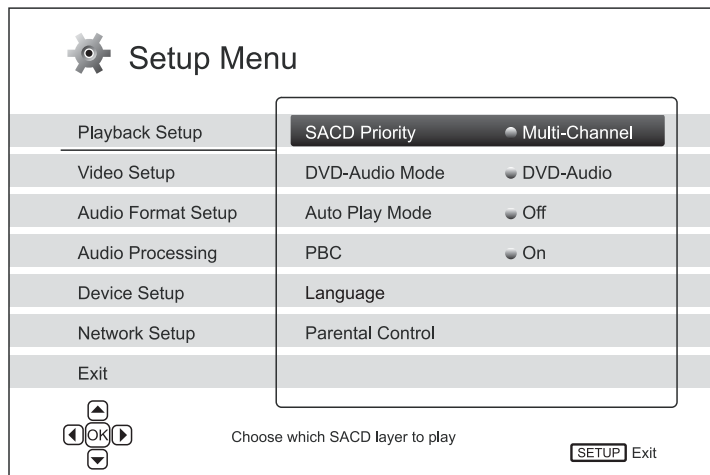 Setup Menu
Playback Setup
Video Setup
Audio Format Setup
Audio Processing
Device Setup
Network Setup
Exit
SACD Priority Multi-Channel
DVD-Audio Mode DVD-Audio
Auto Play Mode Off
PBC On
Language
Parental Control
OK
Choose which SACD layer to play
SETUP Exit